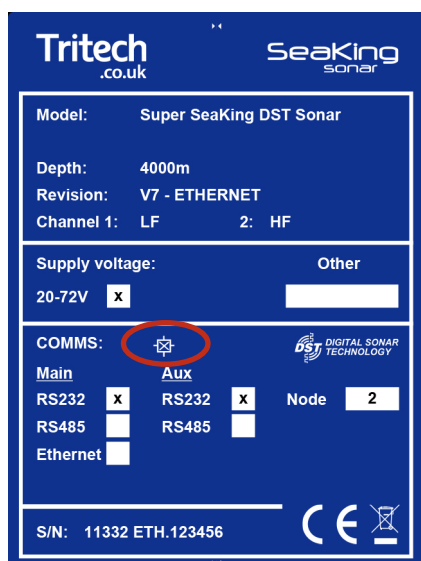 Tritech
.co.uk
SeaKing
sonar
Model: Super SeaKing DST Sonar
Depth: 4000m
Revision: V7 - ETHERNET
Channel 1: LF 2: HF
Supply voltage: Other
20-72V x
COMMS:
DST DIGITAL SONAR
TECHNOLOGY
Main Aux
RS232 x RS232 x Node 2
RS485 RS485
Ethernet
S/N: 11332 ETH.123456 CE